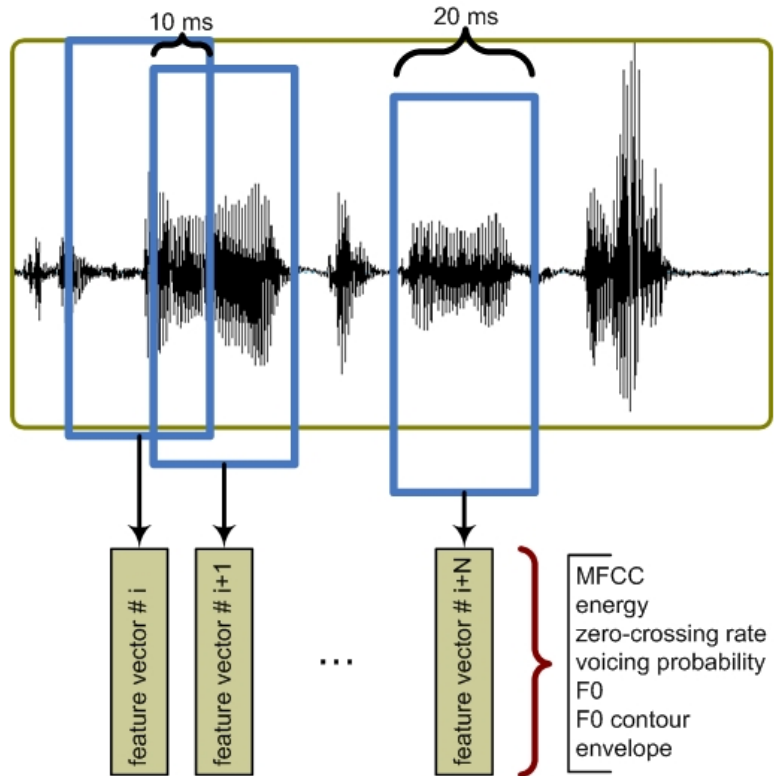 10 ms
20 ms
feature vector # i
feature vector # i+1
...
feature vector # i+N
MFCC
energy
zero-crossing rate
voicing probability
F0
F0 contour
envelope